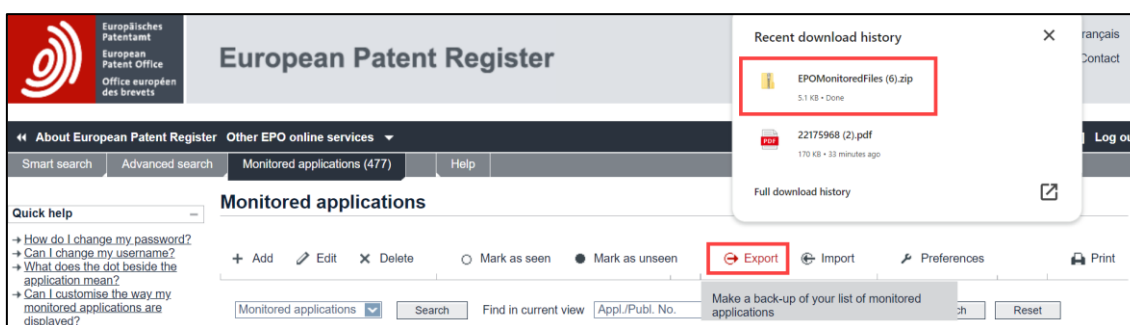 Europäisches
Patentamt
European
Patent Office
Office européen
des brevets
European Patent Register
Recent download history
EPOMonitoredFiles (6).zip
5.1 KB • Done
PDF
22175968 (2).pdf
170 KB • 33 minutes ago
Full download history
rançais
Contact
About European Patent Register Other EPO online services
Log ou
Smart search Advanced search Monitored applications (477) Help
Quick help
How do I change my password?
Can I change my username?
What does the dot beside the
application mean?
Can I customise the way my
monitored applications are
displayed?
Monitored applications
Add Edit Delete Mark as seen Mark as unseen Export Import Preferences Print
Monitored applications Search Find in current view Appl./Publ. No. ch Reset
Make a back-up of your list of monitored
applications